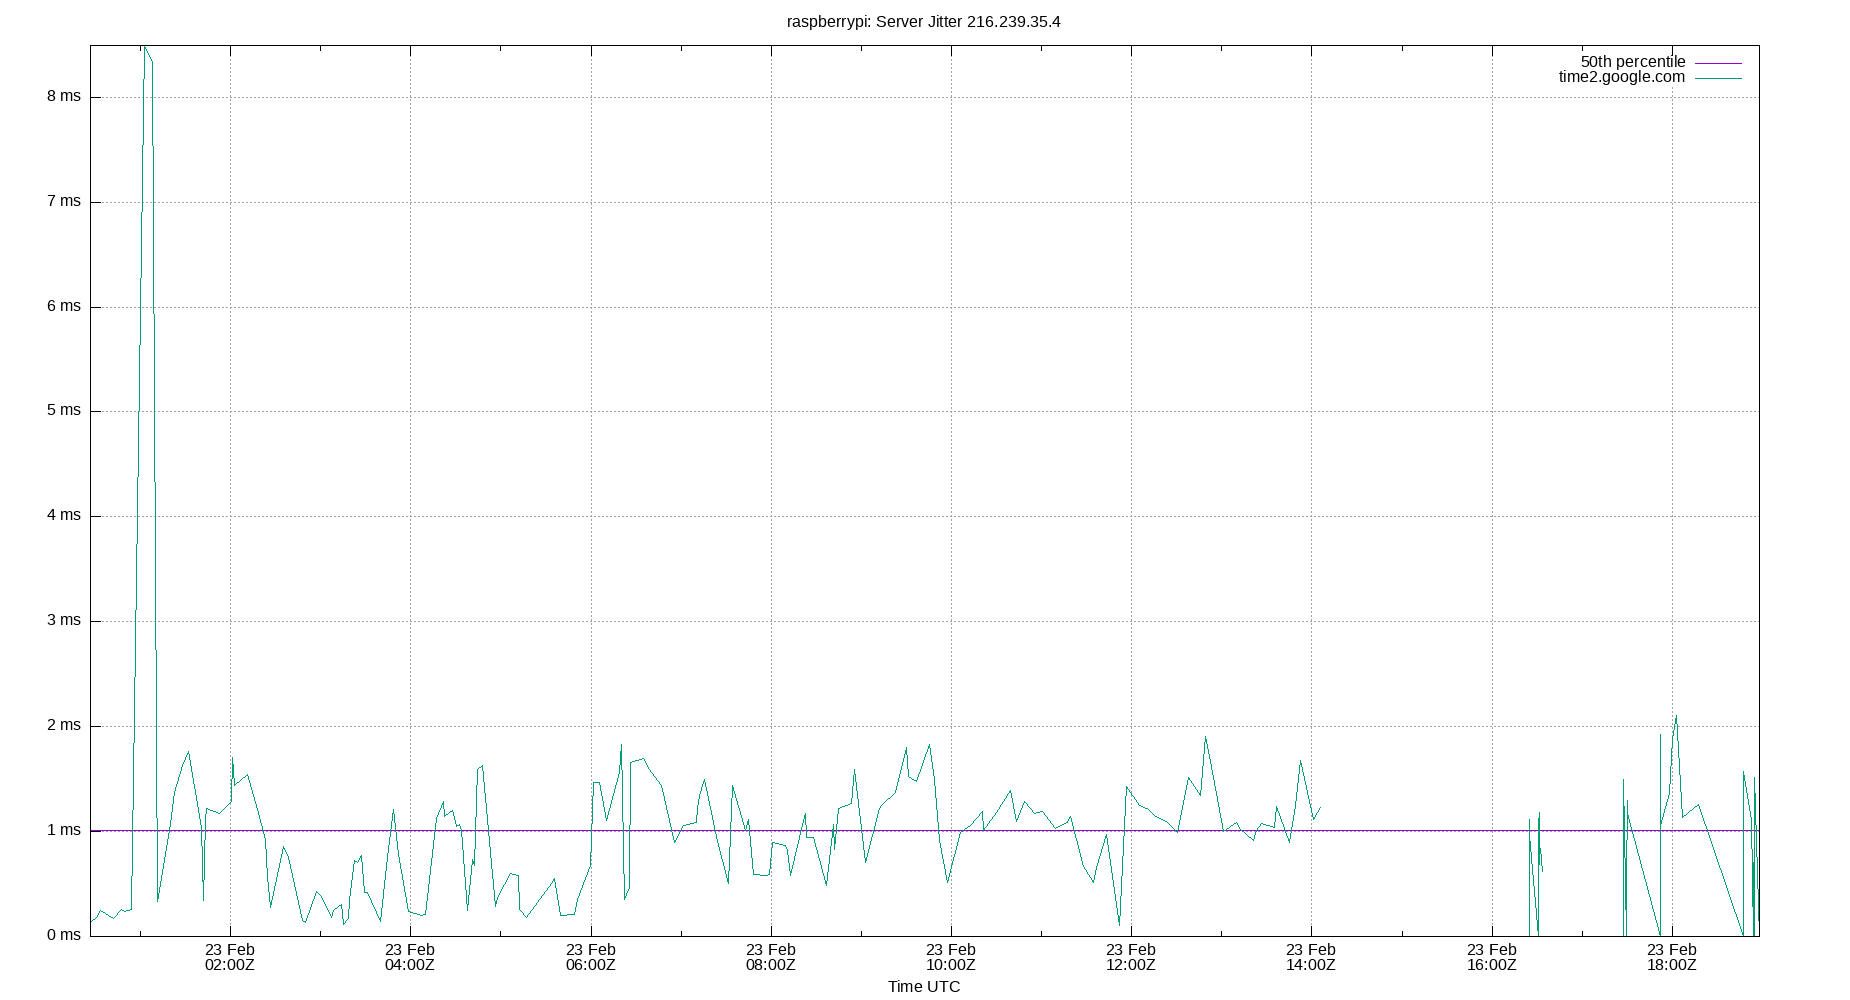 raspberrypi: Server Jitter 216.239.35.4
50th percentile
time2.google.com
8 ms
7 ms
6 ms
5 ms
4 ms
3 ms
2 ms
1 ms
0 ms
23 Feb 23 Feb 23 Feb 23 Feb 23 Feb 23 Feb 23 Feb 23 Feb 23 Feb
02:00Z 04:00Z 06:00Z 08:00Z 10:00Z 12:00Z 14:00Z 16:00Z 18:00Z
Time UTC